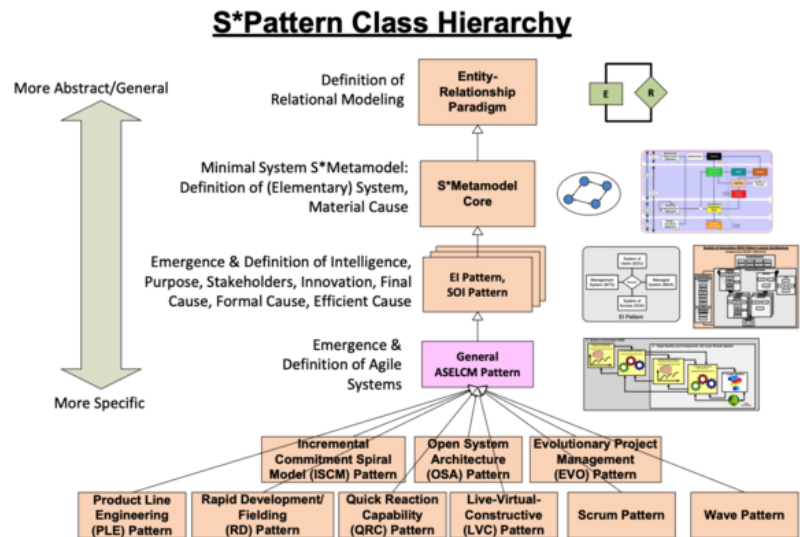 S*Pattern Class Hierarchy
More Abstract/General
More Specific
Definition of
Relational Modeling
Entity-
Relationship
Paradigm
E
R
Minimal System S*Metamodel:
Definition of (Elementary) System,
Material Cause
S*Metamodel
Core
Emergence & Definition of Intelligence,
Purpose, Stakeholders, Innovation, Final
Cause, Formal Cause, Efficient Cause
EI Pattern,
SOI Pattern
EI Pattern
Emergence &
Definition of Agile
Systems
General
ASELCM Pattern
Incremental
Commitment Spiral
Model (ISCM) Pattern
Open System
Architecture
(OSA) Pattern
Evolutionary Project
Management
(EVO) Pattern
Product Line
Engineering
(PLE) Pattern
Rapid Development/
Fielding
(RD) Pattern
Quick Reaction
Capability
(QRC) Pattern
Live-Virtual-
Constructive
(LVC) Pattern
Scrum Pattern
Wave Pattern